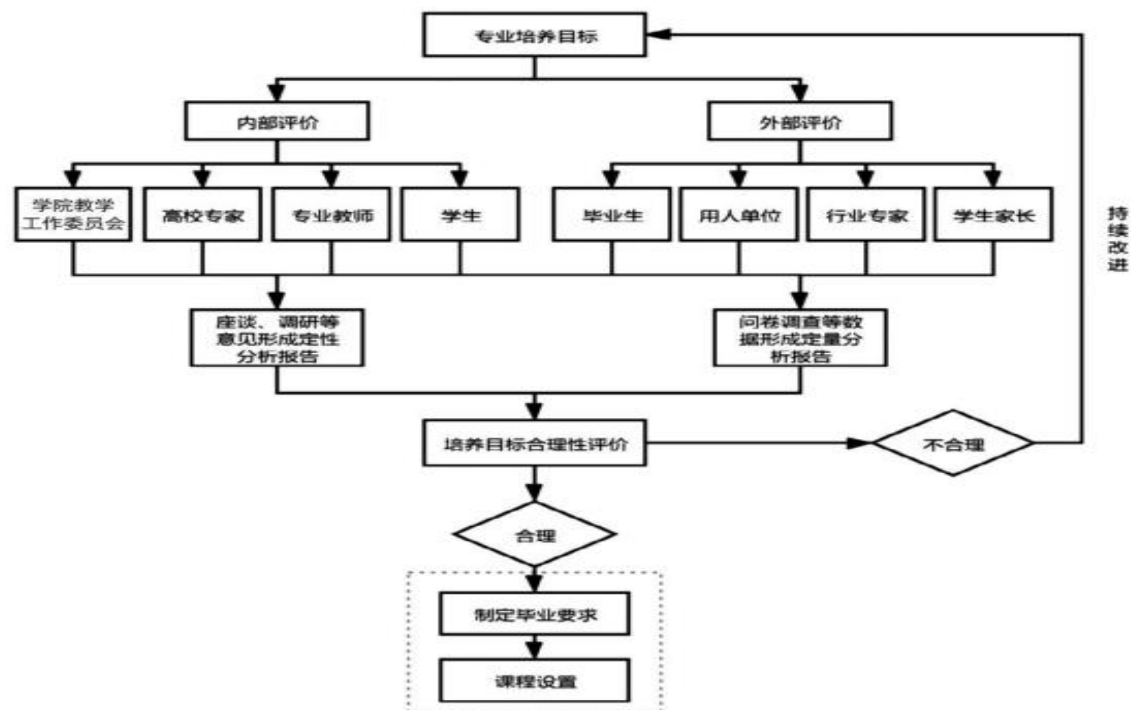 专业培养目标
内部评价
外部评价
学院教学
工作委员会
高校专家
专业教师
学生
毕业生
用人单位
行业专家
学生家长
持续改进
座谈、调研等
意见形成定性
分析报告
问卷调查等数
据形成定量分
析报告
培养目标合理性评价
不合理
合理
制定毕业要求
课程设置